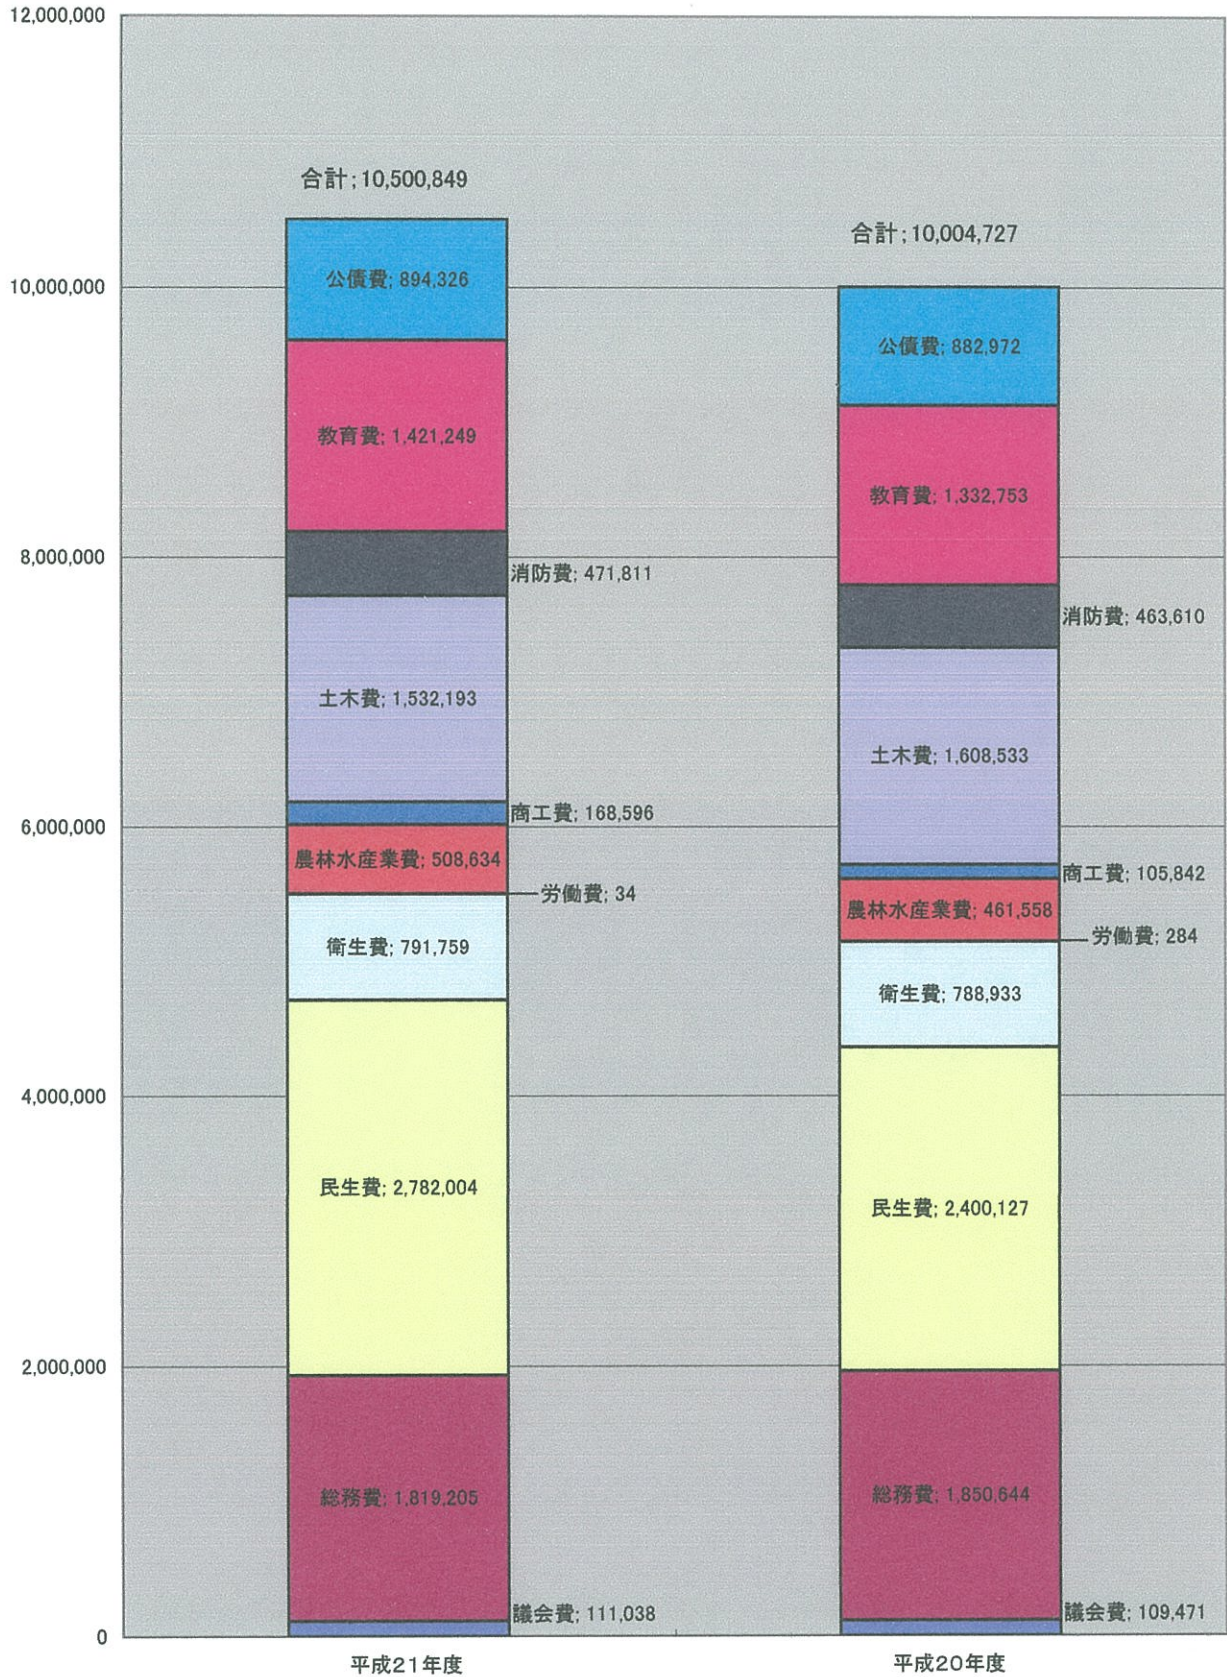 12,000,000
合計;10,500,849
合計;10,004,727
公債費; 894,326
10,000,000
公債費; 882,972
教育費; 1,421,249
教育費; 1,332,753
8,000,000
消防費; 471,811
消防費; 463,610
土木費; 1,532,193
土木費; 1,608,533
商工費; 168,596
6,000,000
農林水産業費; 508,634
商工費; 105,842
労働費; 34
農林水産業費; 461,558
労働費; 284
衛生費; 791,759
衛生費; 788,933
4,000,000
民生費; 2,782,004
民生費; 2,400,127
2,000,000
総務費; 1,819,205
総務費; 1,850,644
議会費; 111,038
議会費; 109,471
0
平成21年度
平成20年度